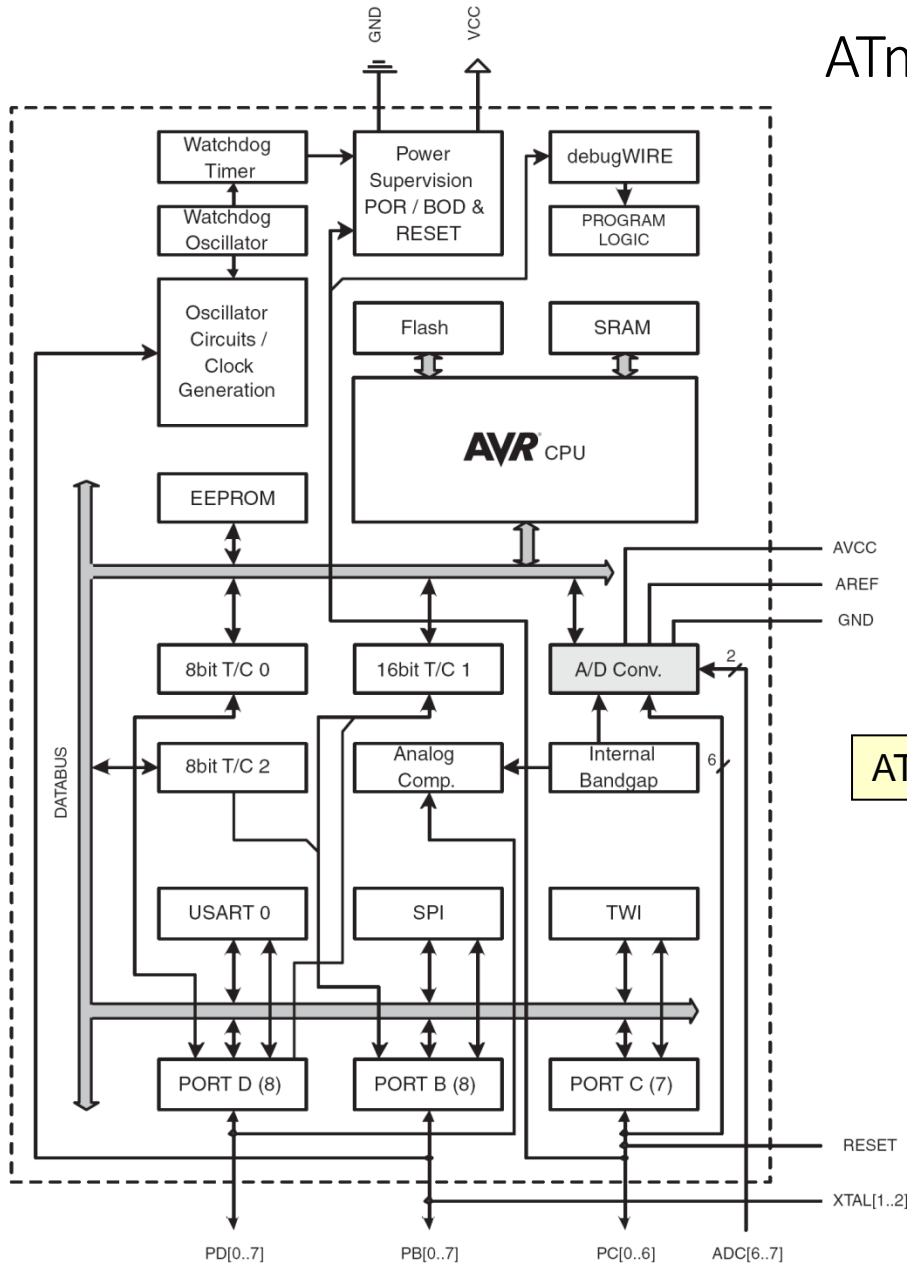 GND
VCC
ATm
Watchdog
Timer
Power
Supervision
POR / BOD &
RESET
debugWIRE
Watchdog
Oscillator
PROGRAM
LOGIC
Oscillator
Circuits /
Clock
Generation
Flash
SRAM
AVR CPU
EEPROM
AVCC
AREF
GND
8bit T/C 0
16bit T/C 1
A/D Conv.
2
DATABUS
8bit T/C 2
Analog
Comp.
Internal
Bandgap
6
AT
USART 0
SPI
TWI
PORT D (8)
PORT B (8)
PORT C (7)
RESET
XTAL[1..2]
PD[0..7]
PB[0..7]
PC[0..6]
ADC[6..7]